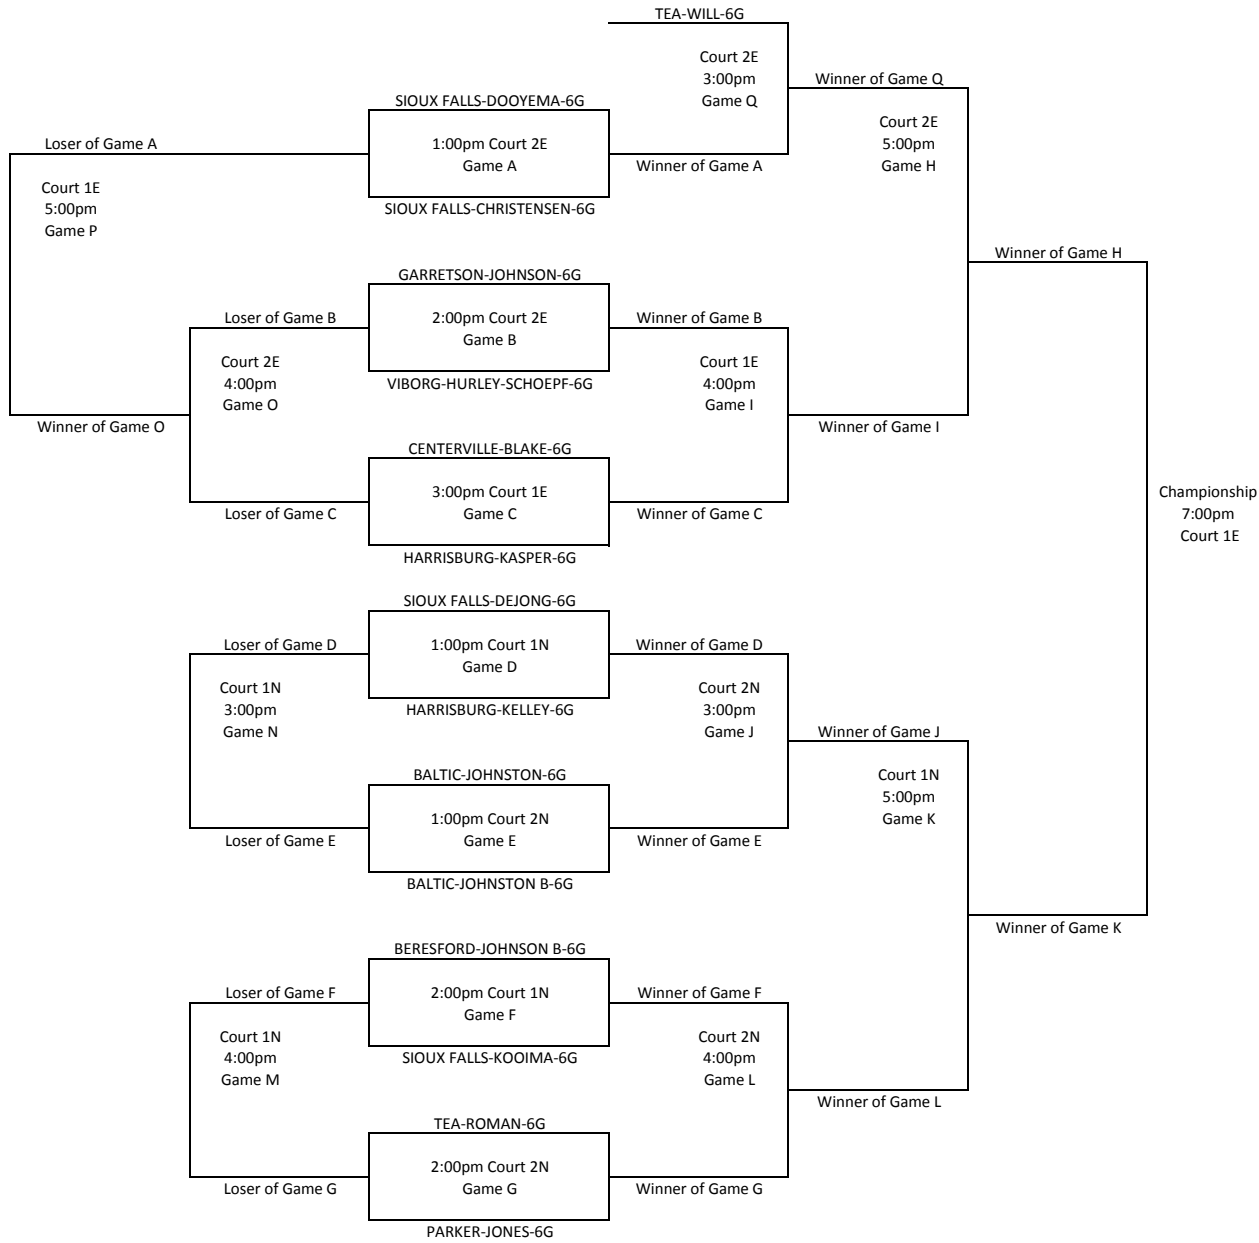 TEA-WILL-6G
Court 2E
3:00pm
Game Q
Winner of Game Q
SIOUX FALLS-DOOYEMA-6G
Court 2E
5:00pm
Game H
Loser of Game A
1:00pm Court 2E
Game A
Winner of Game A
Court 1E
5:00pm
Game P
SIOUX FALLS-CHRISTENSEN-6G
Winner of Game H
GARRETSON-JOHNSON-6G
Loser of Game B
2:00pm Court 2E
Game B
Winner of Game B
Court 2E
4:00pm
Game O
VIBORG-HURLEY-SCHOEPF-6G
Court 1E
4:00pm
Game I
Winner of Game O
Winner of Game I
CENTERVILLE-BLAKE-6G
3:00pm Court 1E
Game C
Loser of Game C
Winner of Game C
Championship
7:00pm
Court 1E
HARRISBURG-KASPER-6G
SIOUX FALLS-DEJONG-6G
Loser of Game D
1:00pm Court 1N
Game D
Winner of Game D
Court 1N
3:00pm
Game N
HARRISBURG-KELLEY-6G
Court 2N
3:00pm
Game J
Winner of Game J
BALTIC-JOHNSTON-6G
Court 1N
5:00pm
Game K
1:00pm Court 2N
Game E
Loser of Game E
Winner of Game E
BALTIC-JOHNSTON B-6G
Winner of Game K
BERESFORD-JOHNSON B-6G
Loser of Game F
2:00pm Court 1N
Game F
Winner of Game F
Court 1N
4:00pm
Game M
SIOUX FALLS-KOOIMA-6G
Court 2N
4:00pm
Game L
Winner of Game L
TEA-ROMAN-6G
2:00pm Court 2N
Game G
Loser of Game G
Winner of Game G
PARKER-JONES-6G